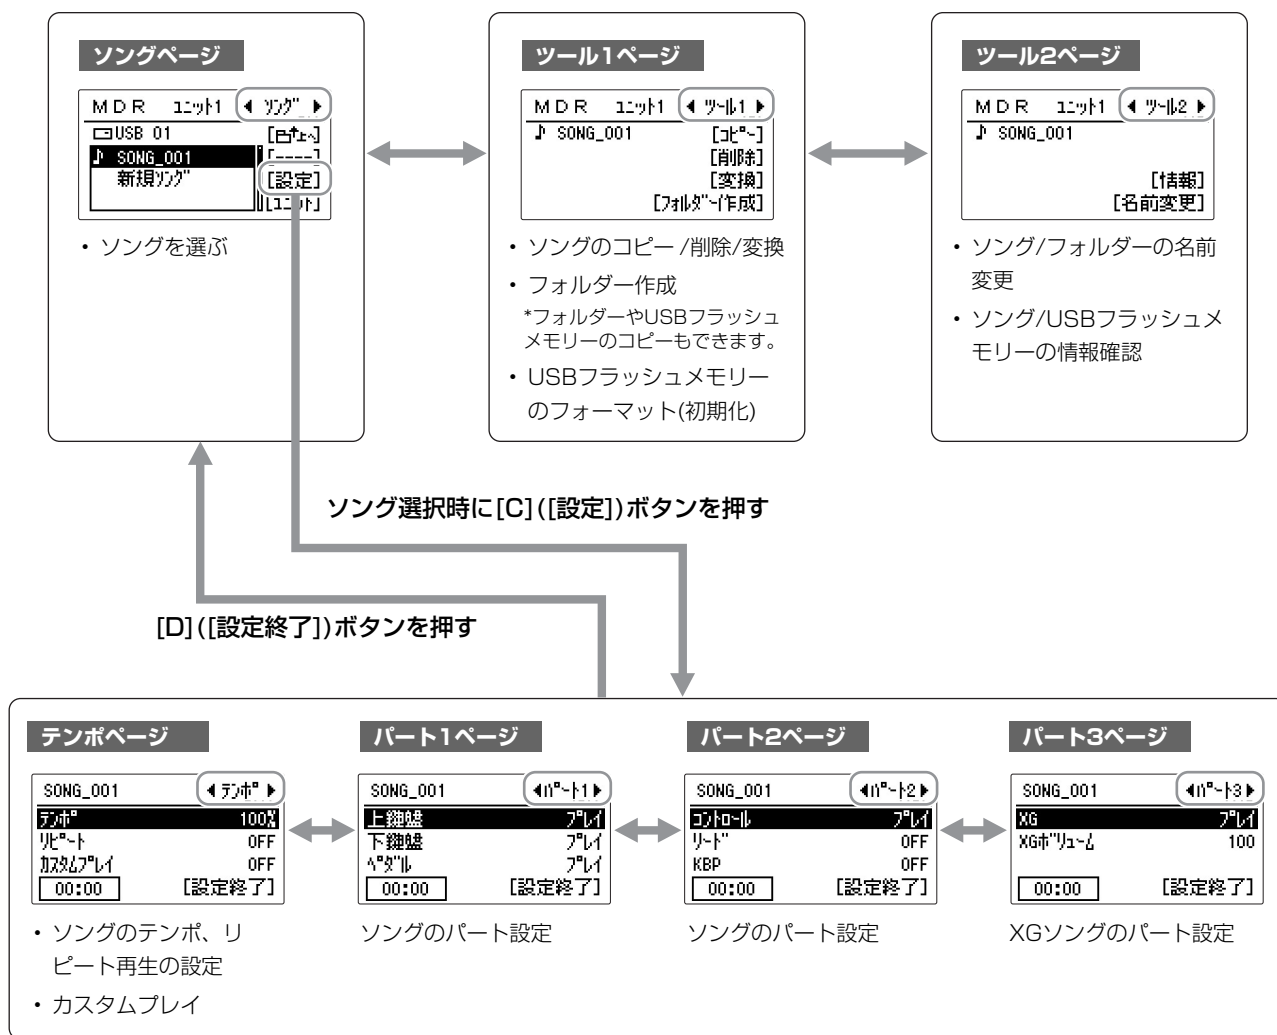 ソングページ
MDR ユニット1 ◀ ソング ▶
USB 01 [上へ]
♪ SONG_001 [----]
新規ソング [設定]
[ユニット]
・ ソングを選ぶ
ツール1ページ
MDR ユニット1 ◀ ツール1 ▶
♪ SONG_001 [コピー]
[削除]
[変換]
[フォルダー作成]
・ ソングのコピー /削除/変換
・ フォルダー作成
*フォルダーやUSBフラッシュ
メモリーのコピーもできます。
・ USBフラッシュメモリー
のフォーマット(初期化)
ツール2ページ
MDR ユニット1 ◀ ツール2 ▶
♪ SONG_001
[情報]
[名前変更]
・ ソング/フォルダーの名前
変更
・ ソング/USBフラッシュメ
モリーの情報確認
ソング選択時に[C]([設定])ボタンを押す
[D]([設定終了])ボタンを押す
テンポページ
SONG_001 ◀ テンポ ▶
テンポ 100%
リピート OFF
カスタムプレイ OFF
00:00 [設定終了]
・ ソングのテンポ、リ
ピート再生の設定
・ カスタムプレイ
パート1ページ
SONG_001 ◀パート1▶
上鍵盤 プレイ
下鍵盤 プレイ
ペダル プレイ
00:00 [設定終了]
ソングのパート設定
パート2ページ
SONG_001 ◀パート2▶
コントロール プレイ
リード OFF
KBP OFF
00:00 [設定終了]
ソングのパート設定
パート3ページ
SONG_001 ◀パート3▶
XG プレイ
XGボリューム 100
00:00 [設定終了]
XGソングのパート設定